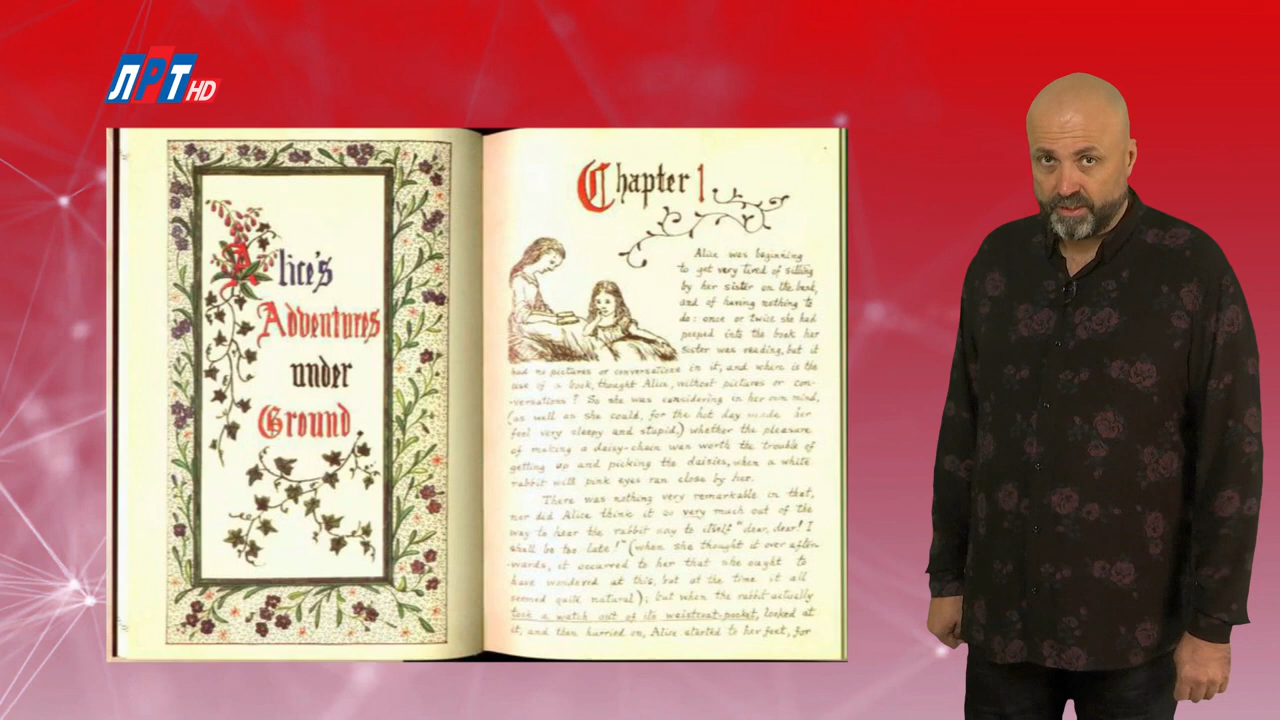 ЛРТ HD
Alice's
Adventures
under
Ground
Chapter 1
Alice was beginning
to get very tired of sitting
by her sister on the bank,
and of having nothing to
do: once or twice she had
peeped into the book her
sister was reading, but it
had no pictures or conversations in it, and where is the
use of a book, thought Alice, without pictures or con-
-versations? So she was considering in her own mind,
(as well as she could, for the hot day made her
feel very sleepy and stupid,) whether the pleasure
of making a daisy-chain was worth the trouble of
getting up and picking the daisies, when a white
rabbit with pink eyes ran close by her.
There was nothing very remarkable in that,
nor did Alice think it so very much out of the
way to hear the rabbit say to itself "dear, dear! I
shall be too late!" (when she thought it over after-
-wards, it occurred to her that she ought to
have wondered at this, but at the time it all
seemed quite natural); but when the rabbit actually
took a watch out of its waistcoat-pocket, looked at
it, and then hurried on, Alice started to her feet, for